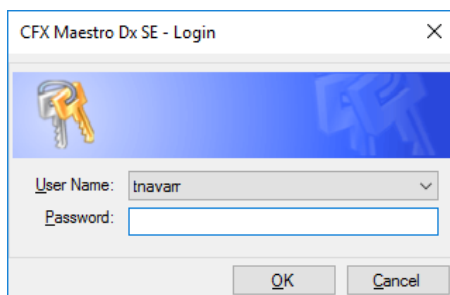 CFX Maestro Dx SE - Login
User Name: tnavarr
Password:
OK Cancel